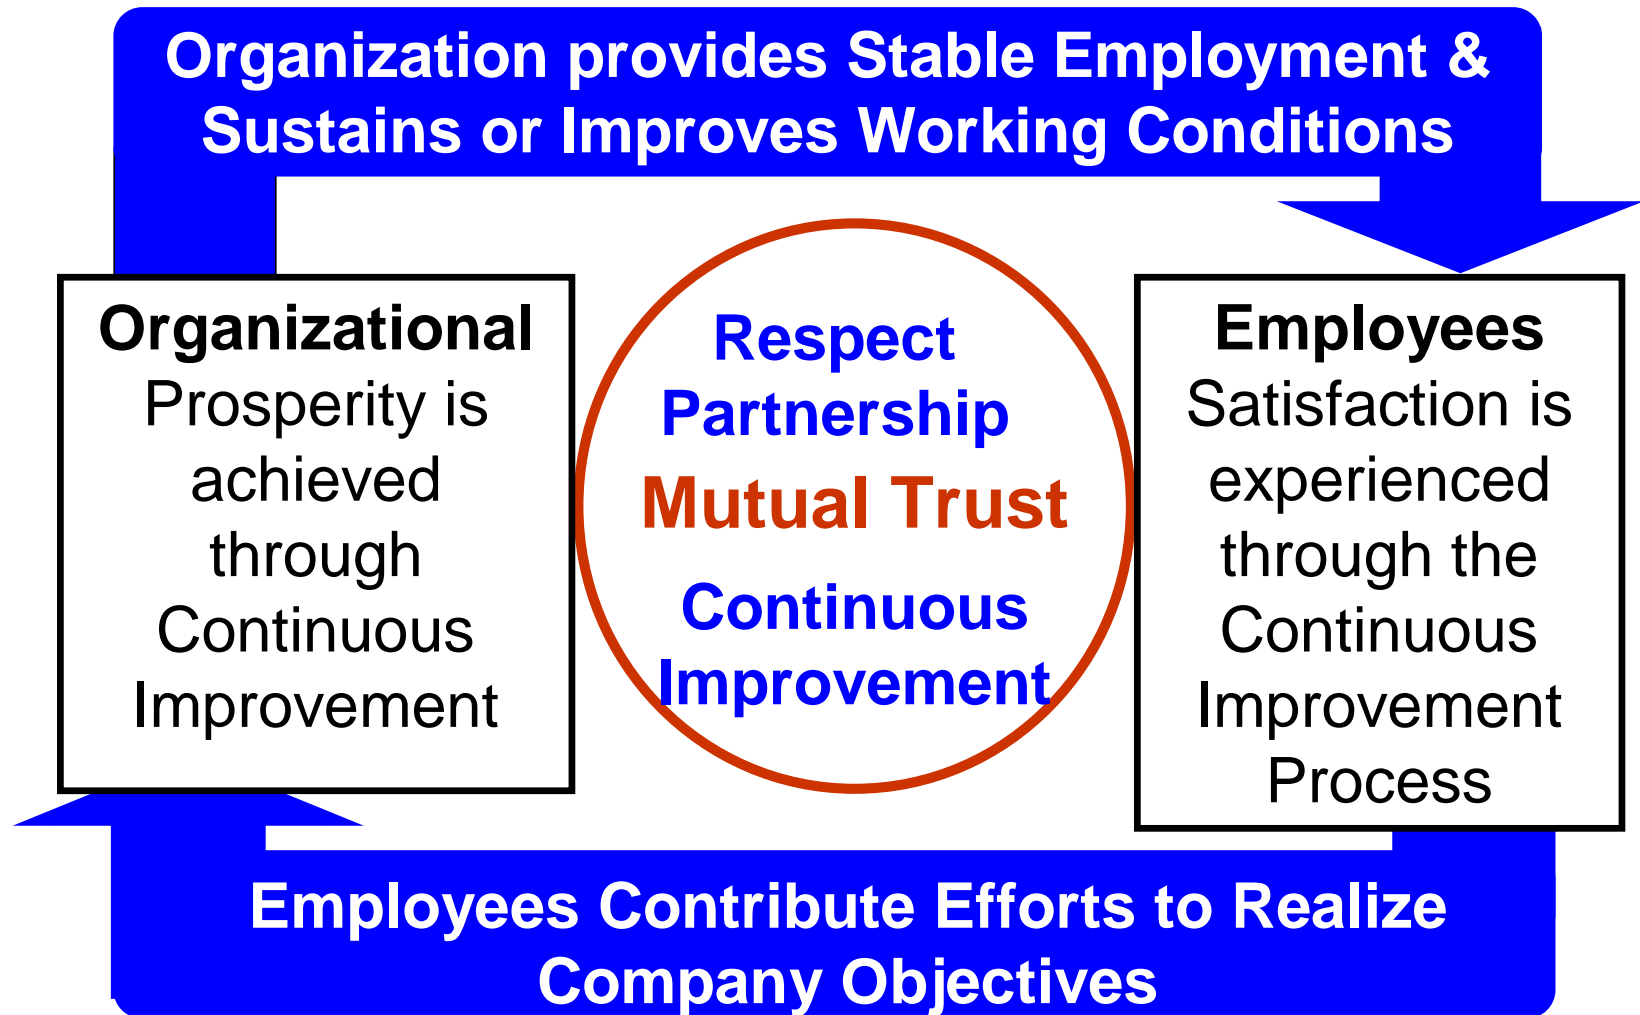 Organization provides Stable Employment &
Sustains or Improves Working Conditions
Organizational
Prosperity is
achieved
through
Continuous
Improvement
Respect
Partnership
Mutual Trust
Continuous
Improvement
Employees
Satisfaction is
experienced
through the
Continuous
Improvement
Process
Employees Contribute Efforts to Realize
Company Objectives